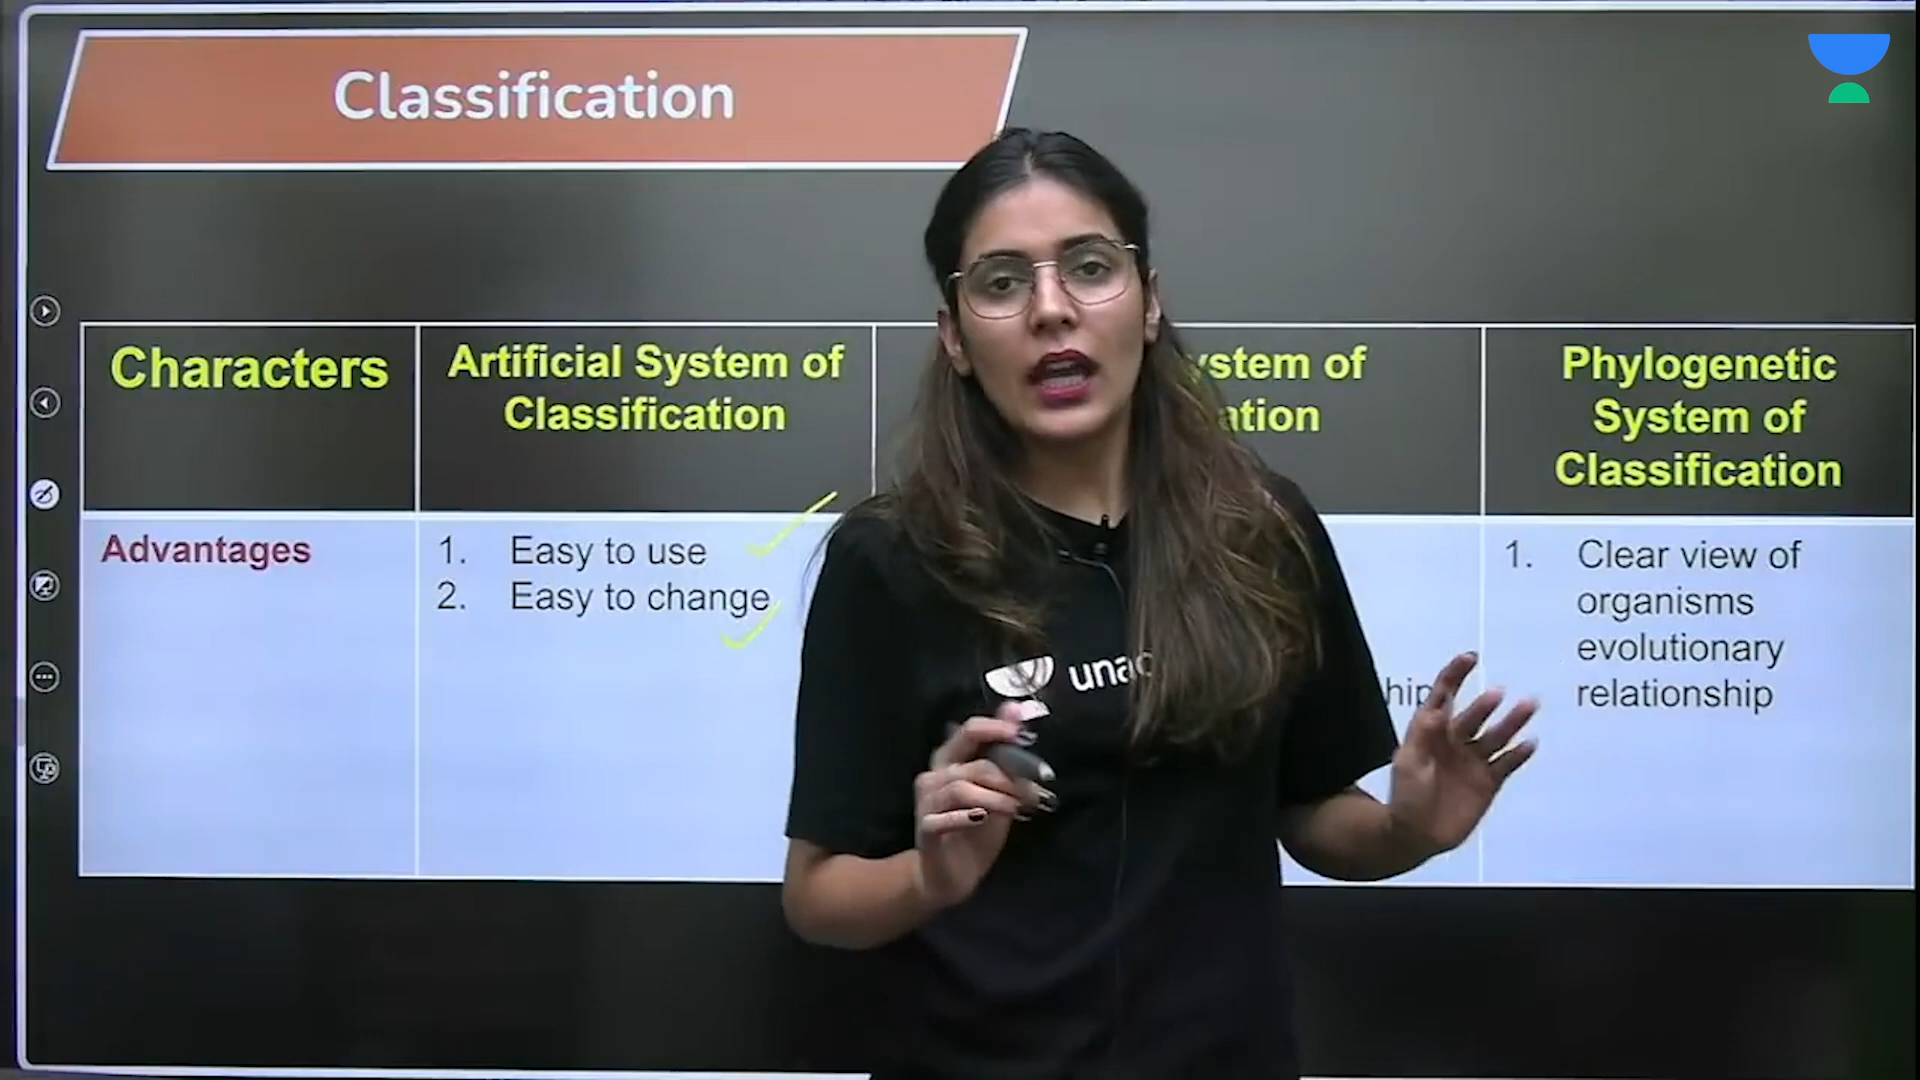 Classification
Characters
Artificial System of
Classification
Phylogenetic
System of
Classification
of
Advantages
1. Easy to use
2. Easy to change
1. Clear view of
organisms
evolutionary
relationship